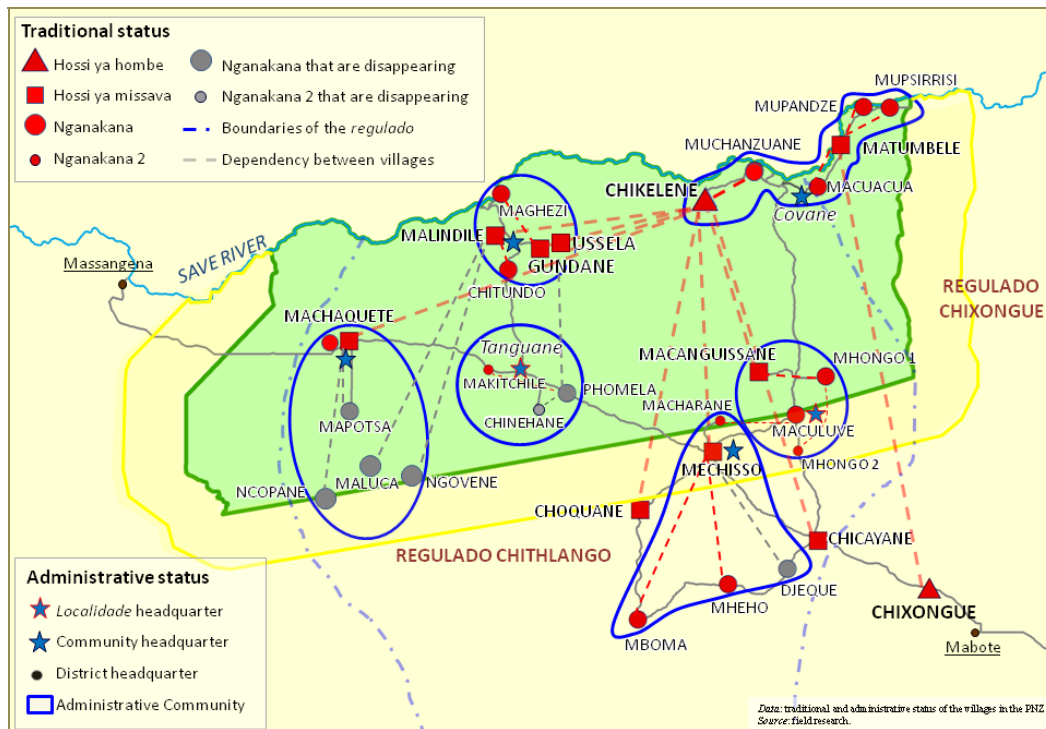 Traditional status
Hossi ya hombe
Hossi ya missava
Nganakana
Nganakana 2
Nganakana that are disappearing
Nganakana 2 that are disappearing
Boundaries of the regulado
Dependency between villages
MUPSIRRISI
MUPANDZE
MUCHANZUANE
MATUMBELE
CHIKELENE
MACUACUA
Covane
MAGHEZI
MALINDILE
USSELA
GUNDANE
CHITUNDO
SAVE RIVER
Massangena
REGULADO
CHIXONGUE
MACHAQUETE
Tanguane
MACANGUISSANE
MHONGO 1
MAKITCHILE
PHOMELA
MACHARANE
CHINEHANE
MAPOTSA
MACULUVE
MHONGO 2
MECHISSO
MALUCA
NGOVENE
NCOPANE
CHOQUANE
CHICAYANE
REGULADO CHITHLANGO
DJEQUE
MHEHO
CHIXONGUE
MBOMA
Mabote
Administrative status
Localidade headquarter
Community headquarter
District headquarter
Administrative Community
Data: traditional and administrative status of the villages in the PNZ
Source: field research.